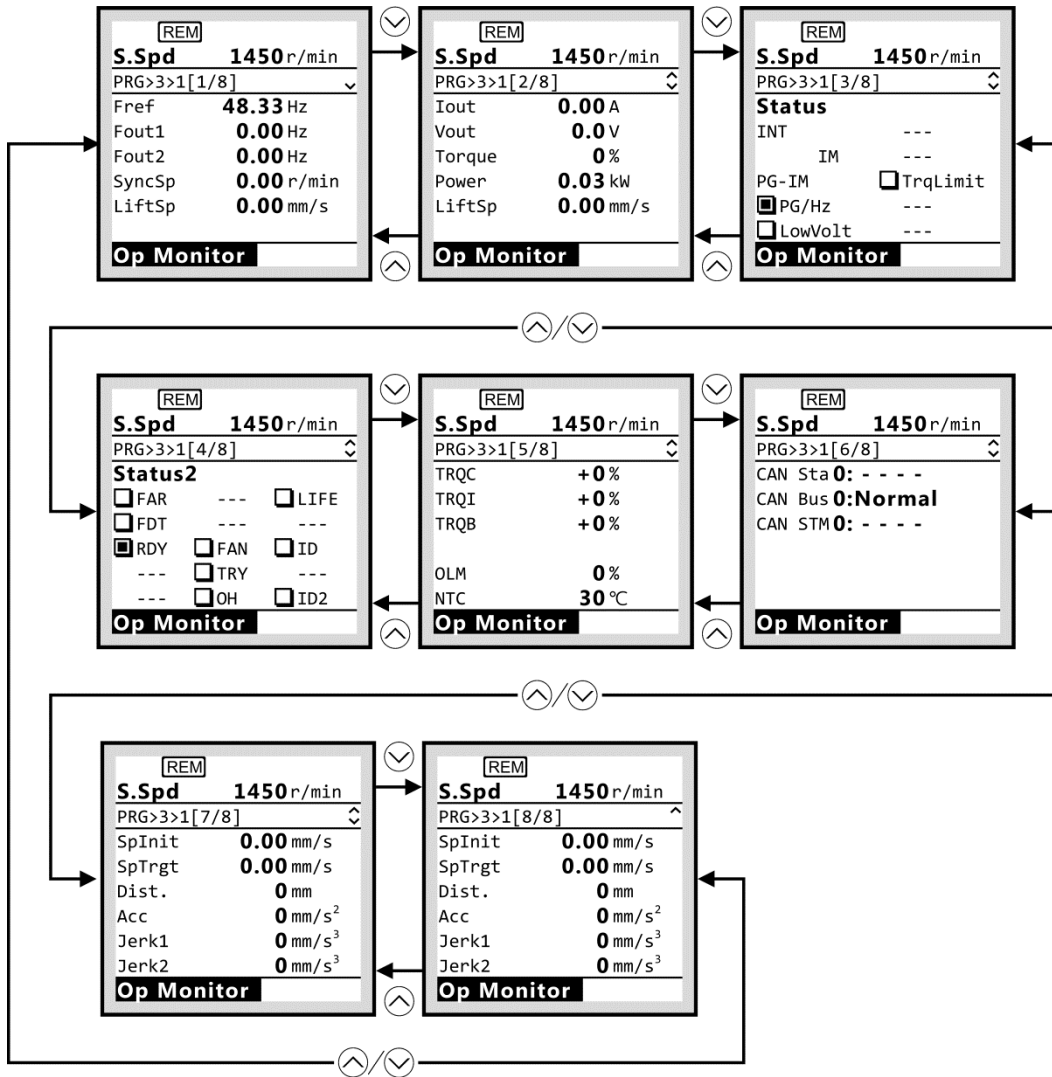 REM
S.Spd 1450 r/min
PRG>3>1[1/8]
Fref 48.33 Hz
Fout1 0.00 Hz
Fout2 0.00 Hz
SyncSp 0.00 r/min
LiftSp 0.00 mm/s
Op Monitor
REM
S.Spd 1450 r/min
PRG>3>1[2/8]
Iout 0.00 A
Vout 0.0 V
Torque 0 %
Power 0.03 kW
LiftSp 0.00 mm/s
Op Monitor
REM
S.Spd 1450 r/min
PRG>3>1[3/8]
Status
INT ---
IM ---
PG-IM TrqLimit
PG/Hz ---
LowVolt ---
Op Monitor
/
REM
S.Spd 1450 r/min
PRG>3>1[4/8]
Status2
FAR --- LIFE
FDT --- ---
RDY FAN ID
--- TRY ---
--- OH ID2
Op Monitor
REM
S.Spd 1450 r/min
PRG>3>1[5/8]
TRQC +0 %
TRQI +0 %
TRQB +0 %
OLM 0 %
NTC 30 ℃
Op Monitor
REM
S.Spd 1450 r/min
PRG>3>1[6/8]
CAN Sta 0: - - - -
CAN Bus 0:Normal
CAN STM 0: - - - -
Op Monitor
/
REM
S.Spd 1450 r/min
PRG>3>1[7/8]
SpInit 0.00 mm/s
SpTrgt 0.00 mm/s
Dist. 0 mm
Acc 0 mm/s²
Jerk1 0 mm/s³
Jerk2 0 mm/s³
Op Monitor
REM
S.Spd 1450 r/min
PRG>3>1[8/8]
SpInit 0.00 mm/s
SpTrgt 0.00 mm/s
Dist. 0 mm
Acc 0 mm/s²
Jerk1 0 mm/s³
Jerk2 0 mm/s³
Op Monitor
/